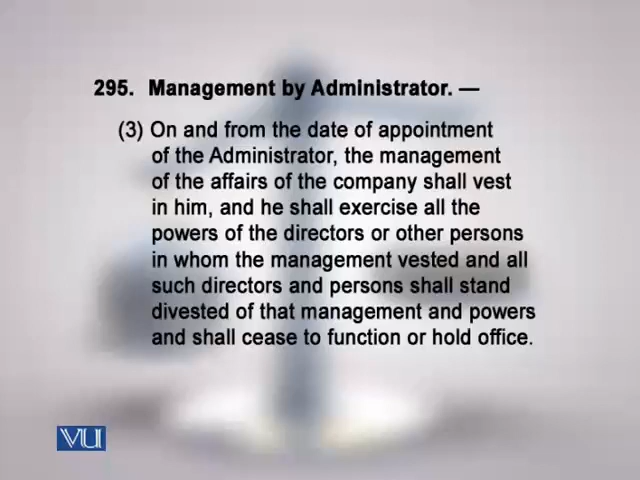 295. Management by Administrator. —
(3) On and from the date of appointment
of the Administrator, the management
of the affairs of the company shall vest
in him, and he shall exercise all the
powers of the directors or other persons
in whom the management vested and all
such directors and persons shall stand
divested of that management and powers
and shall cease to function or hold office.
VU